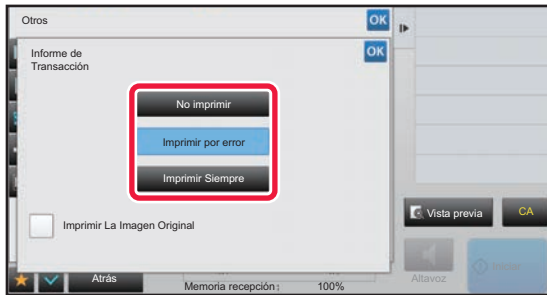 Otros
OK
Informe de
Transacción
OK
No imprimir
Imprimir por error
Imprimir Siempre
Imprimir La Imagen Original
Vista previa
CA
Atrás
Memoria recepción:
100%
Altavoz